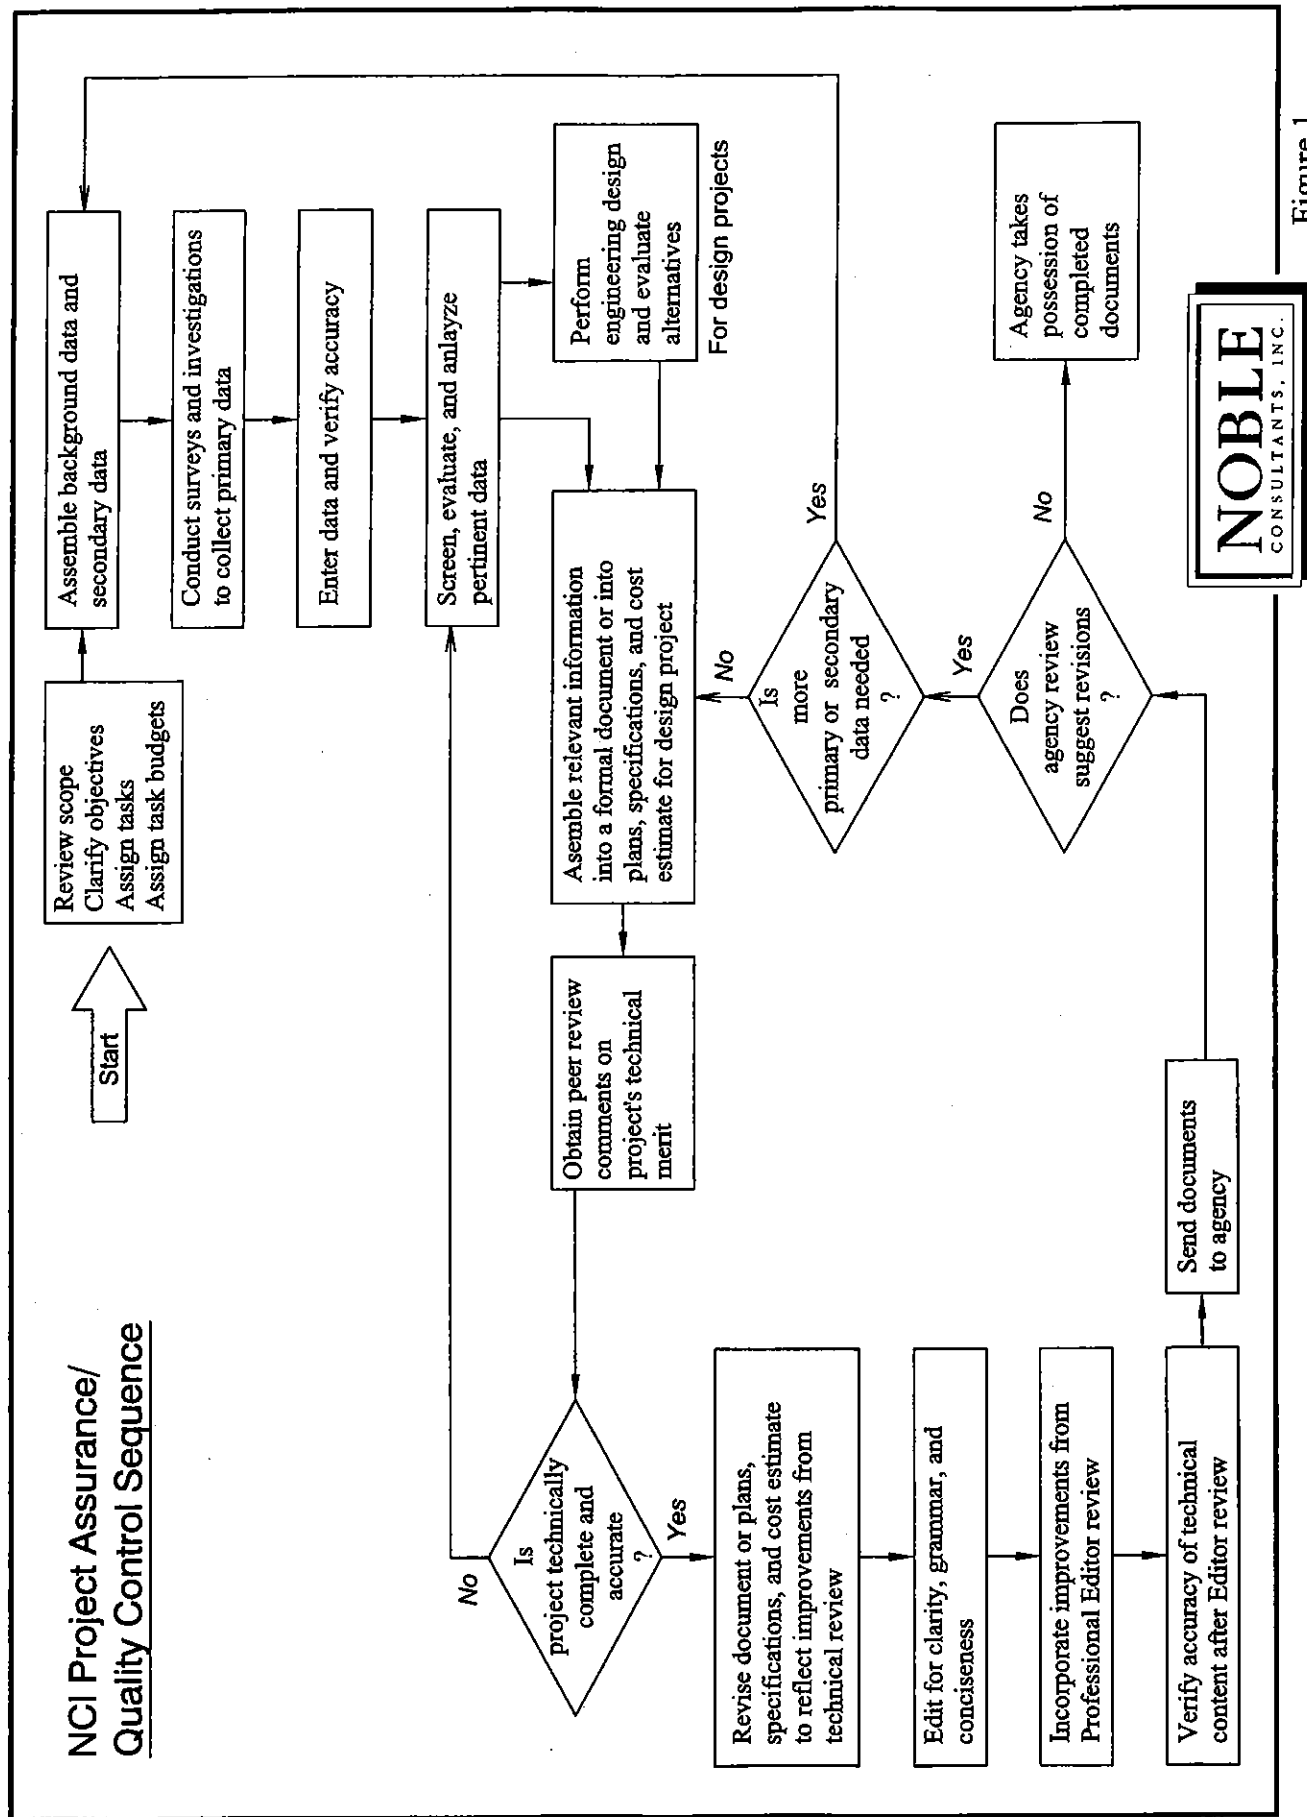 NCI Project Assurance/
Quality Control Sequence
Start
Review scope
Clarify objectives
Assign tasks
Assign task budgets
Assemble background data and
secondary data
Conduct surveys and investigations
to collect primary data
Enter data and verify accuracy
Screen, evaluate, and anlayze
pertinent data
Perform
engineering design
and evaluate
alternatives
For design projects
Asemble relevant information
into a formal document or into
plans, specifications, and cost
estimate for design project
Obtain peer review
comments on
project's technical
merit
No
Is
project technically
complete and
accurate
?
Yes
Revise document or plans,
specifications, and cost estimate
to reflect improvements from
technical review
Edit for clarity, grammar, and
conciseness
Incorporate improvements from
Professional Editor review
Verify accuracy of technical
content after Editor review
Send documents
to agency
Does
agency review
suggest revisions
?
Yes
No
Is
more
primary or secondary
data needed
?
No
Yes
Agency takes
possession of
completed
documents
NOBLE
CONSULTANTS, INC.
Figure 1